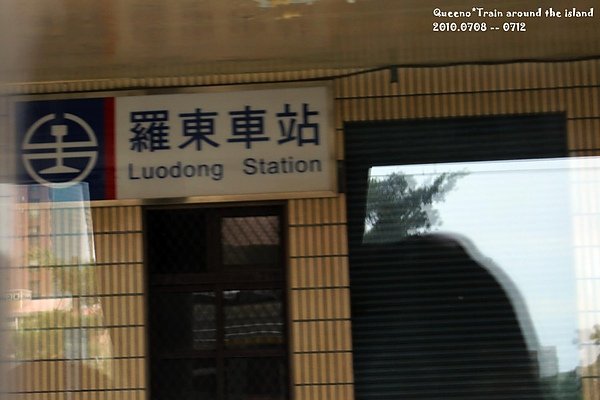 Queeno*Train around the island
2010.0708 -- 0712
羅東車站
Luodong Station